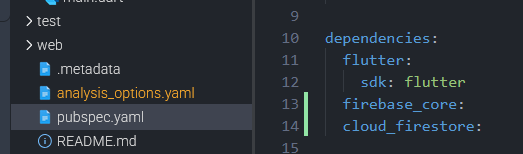 main.dart
test
web
.metadata
analysis_options.yaml
pubspec.yaml
README.md
9
10 dependencies:
11 flutter:
12 sdk: flutter
13 firebase_core:
14 cloud_firestore:
15